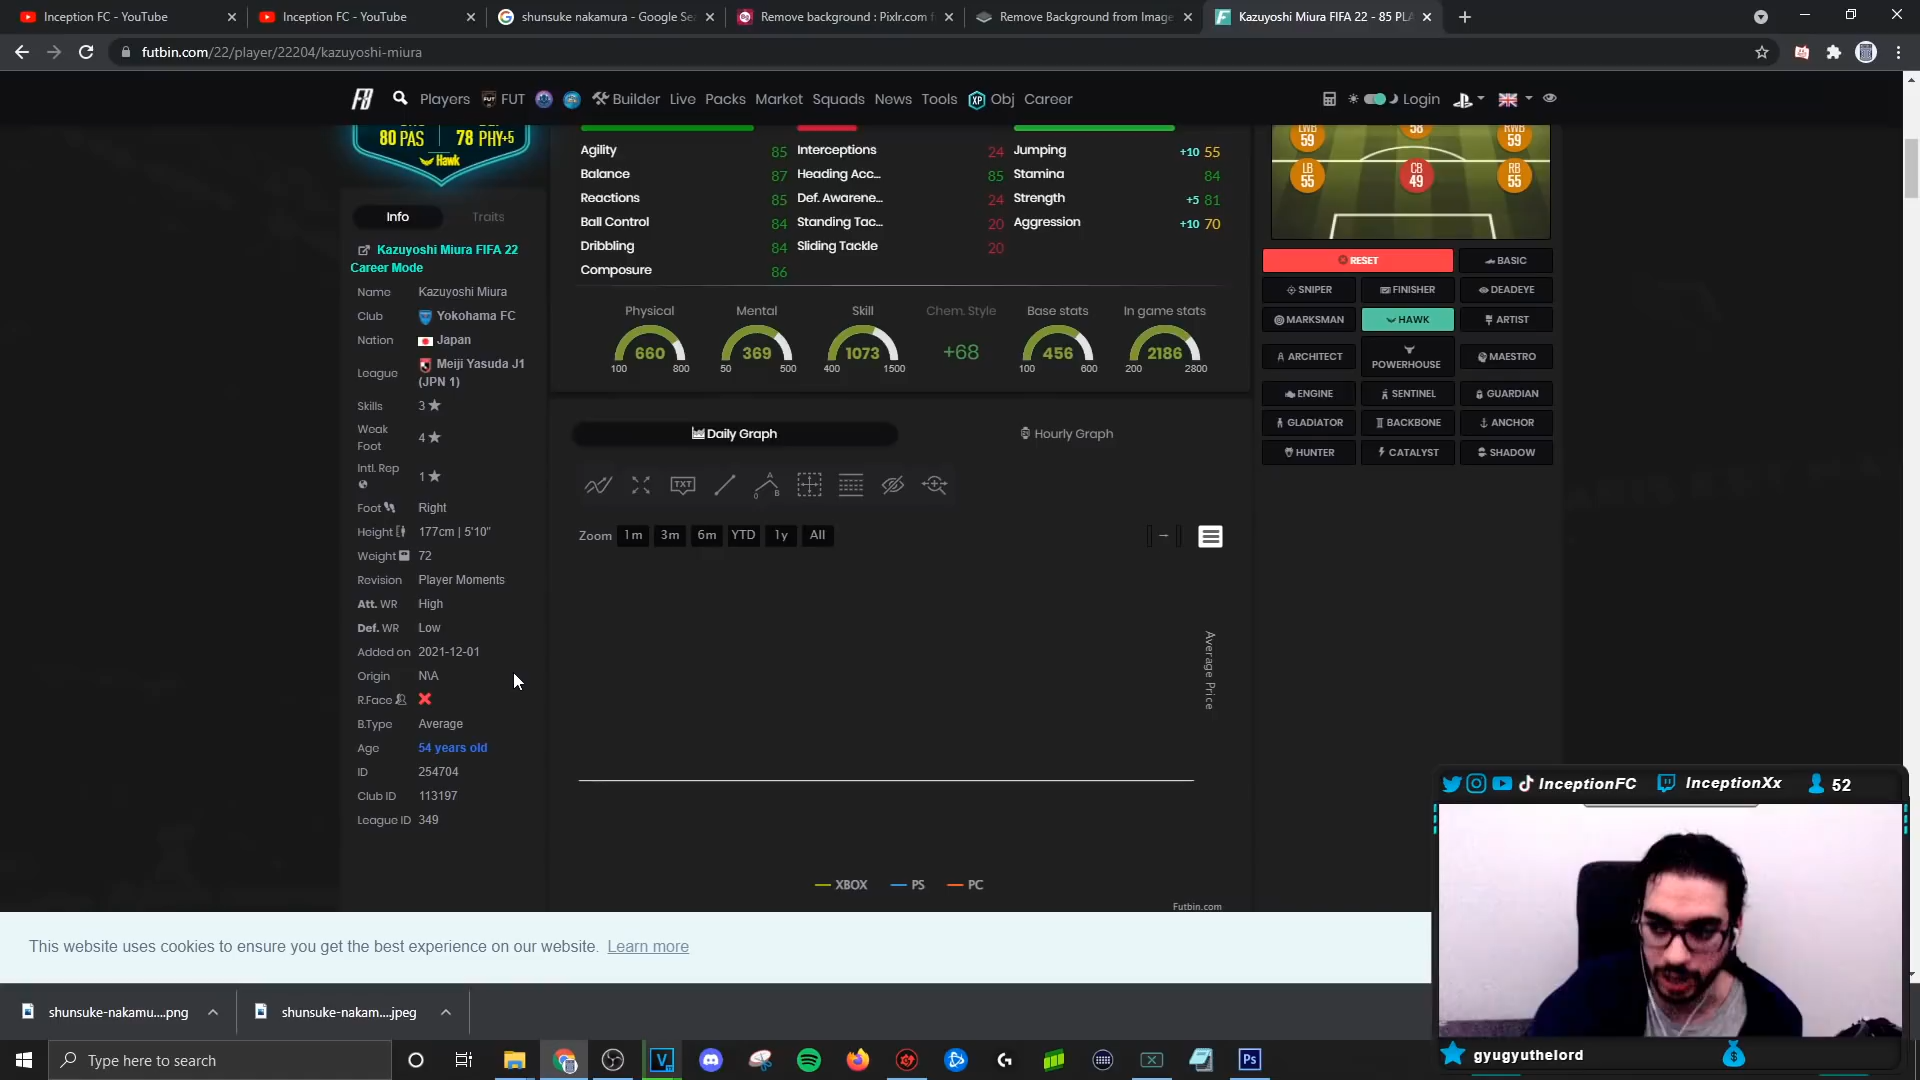 Inception FC - YouTube
Inception FC - YouTube
shunsuke nakamura - Google Se
Remove background : Pixlr.com f
Remove Background from Image
Kazuyoshi Miura FIFA 22 - 85 PLA
futbin.com/22/player/22204/kazuyoshi-miura
Players
FUT
Builder
Live
Packs
Market
Squads
News
Tools
XP Obj
Career
Login
80 PAS
78 PHY+5
Hawk
Info
Traits
Kazuyoshi Miura FIFA 22
Career Mode
Name Kazuyoshi Miura
Club Yokohama FC
Nation Japan
League Meiji Yasuda J1
(JPN 1)
Skills 3
Weak
Foot 4
Intl. Rep 1
Foot Right
Height 177cm | 5'10"
Weight 72
Revision Player Moments
Att. WR High
Def. WR Low
Added on 2021-12-01
Origin N\A
R.Face
B.Type Average
Age 54 years old
ID 254704
Club ID 113197
League ID 349
Agility 85
Balance 87
Reactions 85
Ball Control 84
Dribbling 84
Composure 86
Interceptions 24
Heading Acc... 85
Def. Awarene... 24
Standing Tac... 20
Sliding Tackle 20
Jumping +10 55
Stamina 84
Strength +5 81
Aggression +10 70
Physical
660
100 800
Mental
369
50 500
Skill
1073
400 1500
Chem. Style
+68
Base stats
456
100 600
In game stats
2186
200 2800
Daily Graph
Hourly Graph
TXT
Zoom 1m 3m 6m YTD 1y All
→
Average Price
XBOX PS PC
Futbin.com
LWB
59
58
RWB
59
LB
55
CB
49
RB
55
RESET
BASIC
SNIPER
FINISHER
DEADEYE
MARKSMAN
HAWK
ARTIST
ARCHITECT
POWERHOUSE
MAESTRO
ENGINE
SENTINEL
GUARDIAN
GLADIATOR
BACKBONE
ANCHOR
HUNTER
CATALYST
SHADOW
This website uses cookies to ensure you get the best experience on our website. Learn more
InceptionFC
InceptionXx
52
gyugyuthelord
shunsuke-nakamu....png
shunsuke-nakam....jpeg
Type here to search
Ps